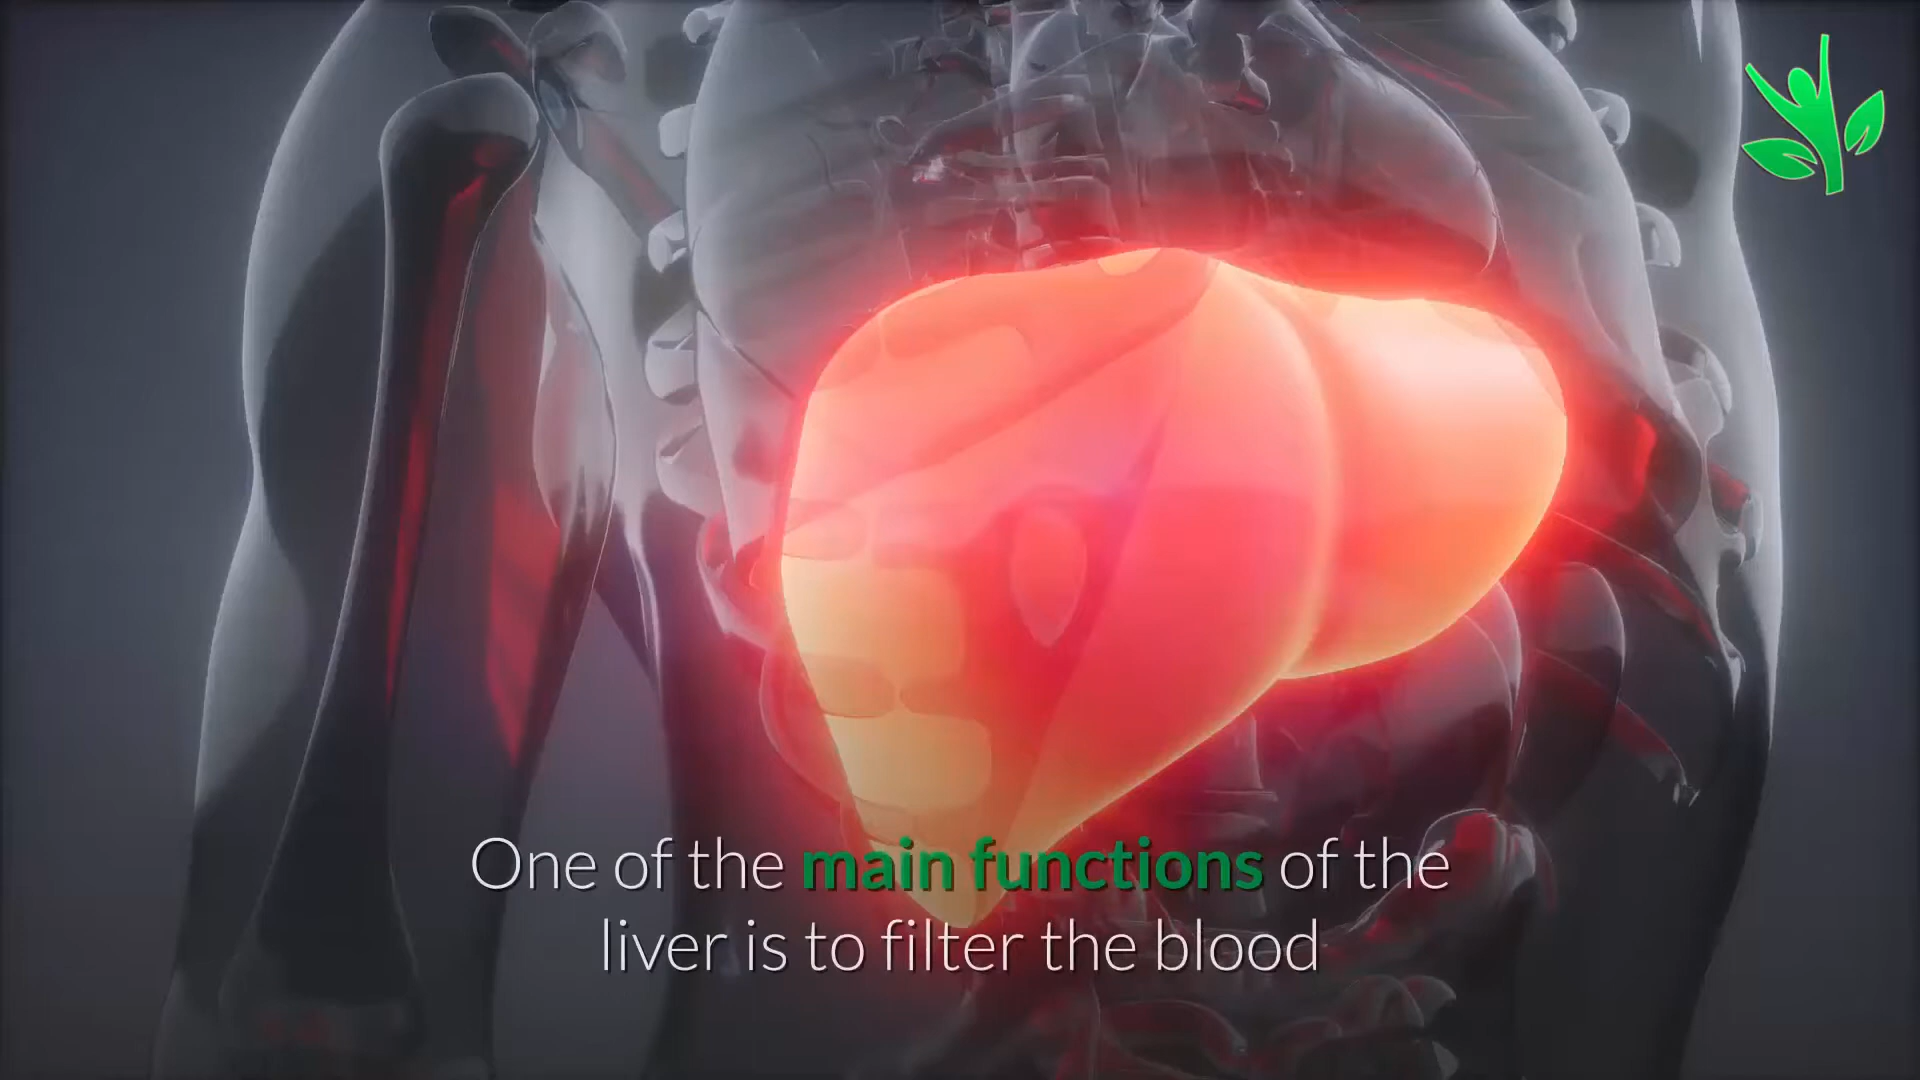 One of the main functions of the
liver is to filter the blood